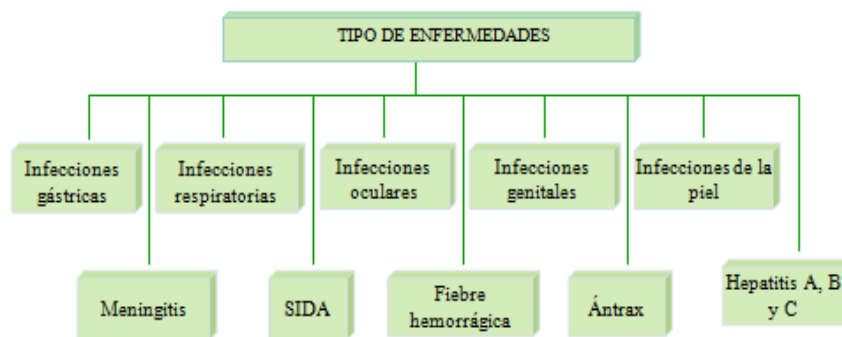 TIPO DE ENFERMEDADES
Infecciones
gástricas
Infecciones
respiratorias
Infecciones
oculares
Infecciones
genitales
Infecciones de la
piel
Meningitis
SIDA
Fiebre
hemorrágica
Ántrax
Hepatitis A, B
y C